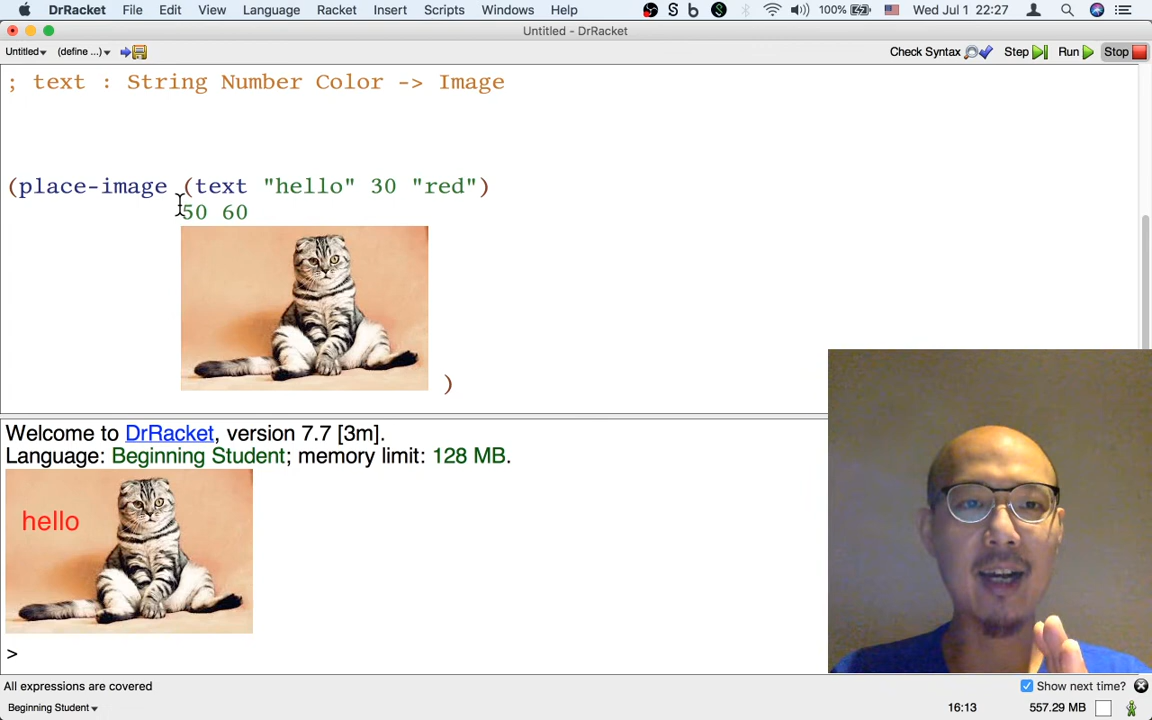 DrRacket File Edit View Language Racket Insert Scripts Windows Help 100% Wed Jul 1 22:27
Untitled - DrRacket
Untitled (define ...) Check Syntax Step Run Stop
; text : String Number Color -> Image
(place-image (text "hello" 30 "red")
50 60
)
Welcome to DrRacket, version 7.7 [3m].
Language: Beginning Student; memory limit: 128 MB.
hello
>
All expressions are covered Show next time?
Beginning Student 16:13 557.29 MB